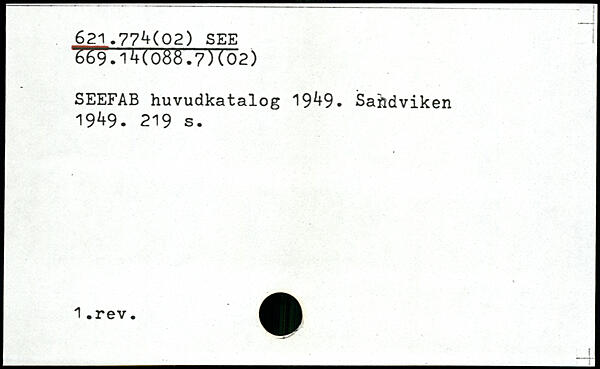 621.774(02) SEE
669.14(088.7)(02)
SEEFAB huvudkatalog 1949. Sandviken
1949. 219 s.
1.rev.